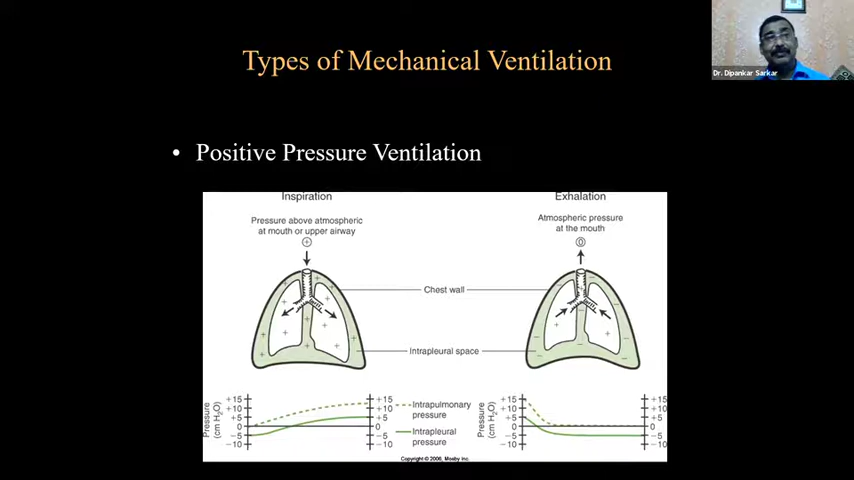 Types of Mechanical Ventilation
Dr. Dipankar Sarkar
• Positive Pressure Ventilation
Inspiration
Exhalation
Pressure above atmospheric
at mouth or upper airway
+
Atmospheric pressure
at the mouth
0
Chest wall
Intrapleural space
Pressure
(cm H2O)
+15
+10
+5
0
−5
−10
+15
+10
+5
0
−5
−10
Intrapulmonary
pressure
Intrapleural
pressure
Pressure
(cm H2O)
+15
+10
+5
0
−5
−10
+15
+10
+5
0
−5
−10
Copyright © 2006, Mosby Inc.